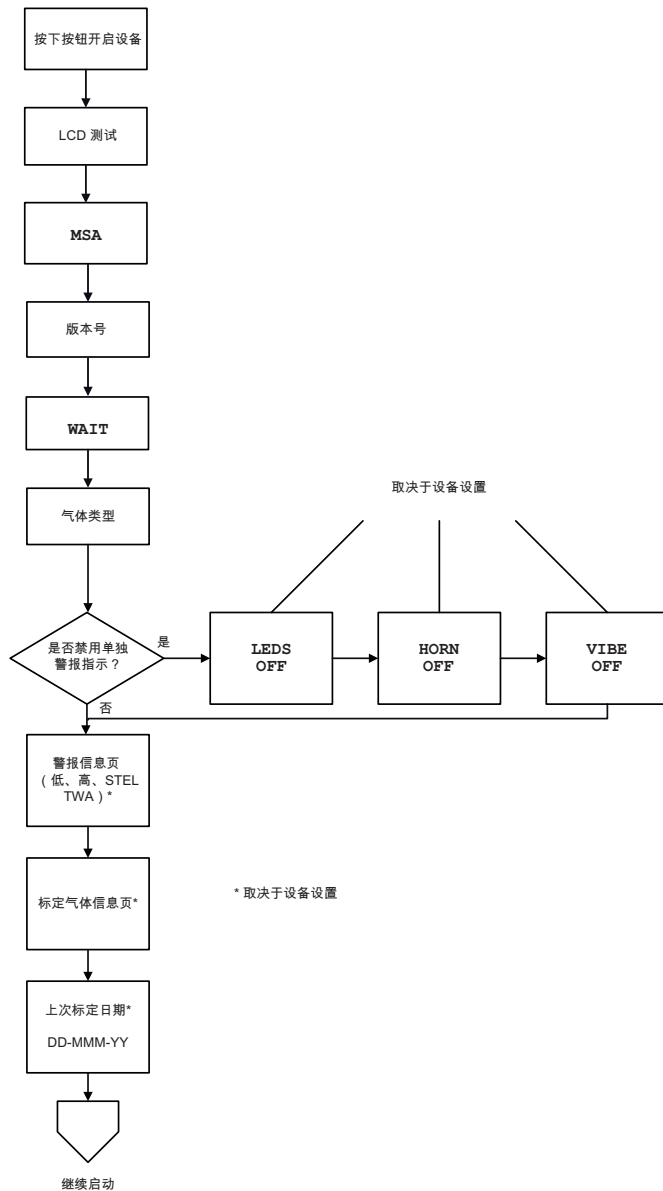 按下按钮开启设备
LCD 测试
MSA
版本号
WAIT
气体类型
取决于设备设置
是否禁用单独
警报指示？
是
LEDS
OFF
HORN
OFF
VIBE
OFF
否
警报信息页
（低、高、STEL
TWA）*
标定气体信息页*
* 取决于设备设置
上次标定日期*
DD-MMM-YY
继续启动